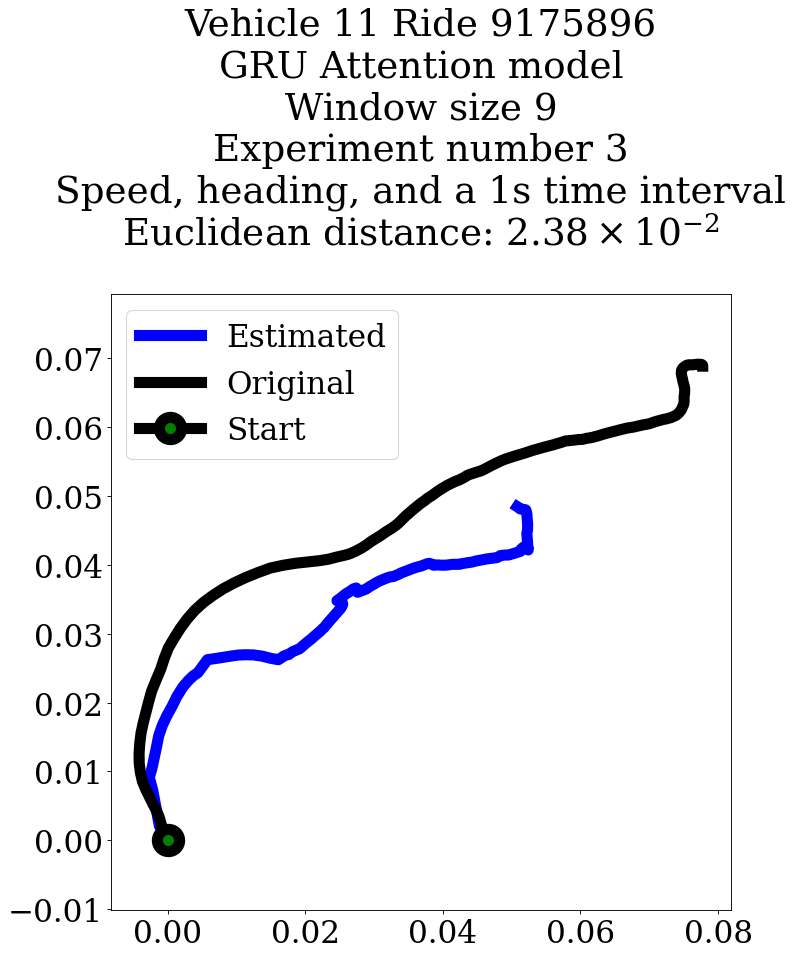 Vehicle 11 Ride 9175896
GRU Attention model
Window size 9
Experiment number 3
Speed, heading, and a 1s time interval
Euclidean distance: 2.38 × 10⁻²
Estimated
Original
Start
0.07
0.06
0.05
0.04
0.03
0.02
0.01
0.00
−0.01
0.00 0.02 0.04 0.06 0.08